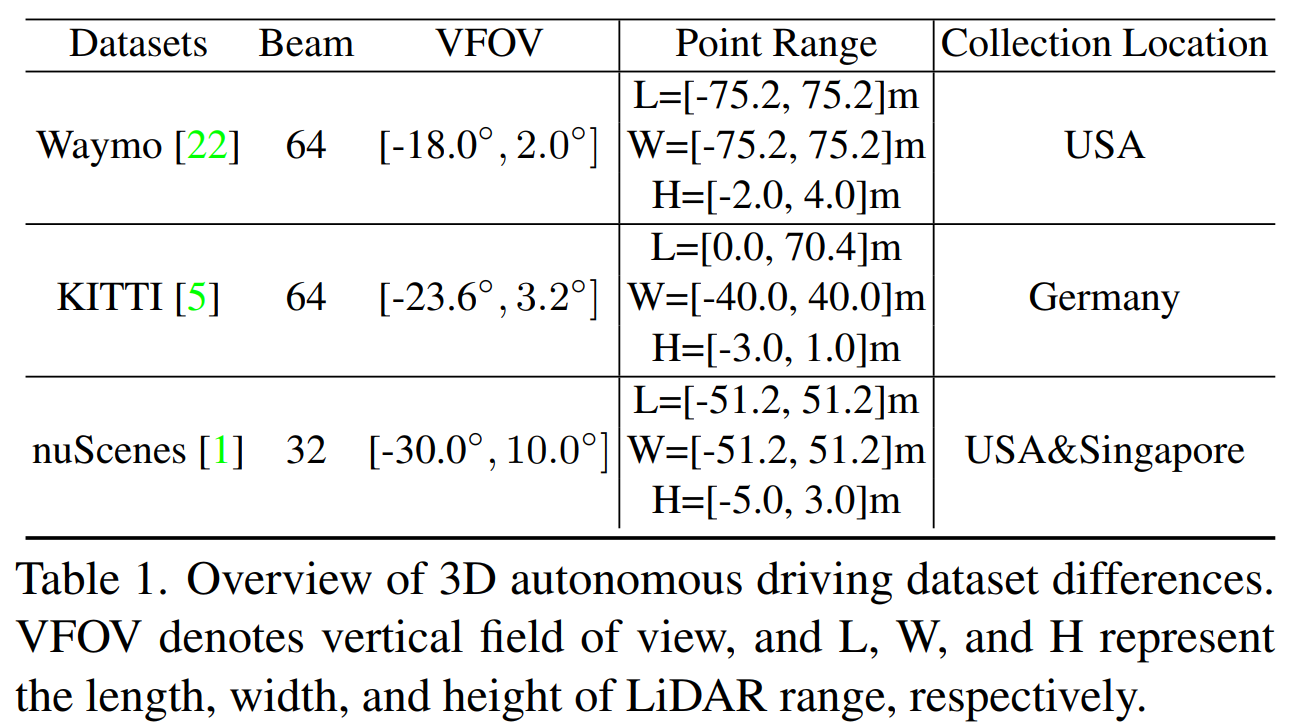 Datasets Beam VFOV Point Range Collection Location
L=[-75.2, 75.2]m
Waymo [22] 64 [-18.0°, 2.0°] W=[-75.2, 75.2]m USA
H=[-2.0, 4.0]m
L=[0.0, 70.4]m
KITTI [5] 64 [-23.6°, 3.2°] W=[-40.0, 40.0]m Germany
H=[-3.0, 1.0]m
L=[-51.2, 51.2]m
nuScenes [1] 32 [-30.0°, 10.0°] W=[-51.2, 51.2]m USA&Singapore
H=[-5.0, 3.0]m
Table 1. Overview of 3D autonomous driving dataset differences.
VFOV denotes vertical field of view, and L, W, and H represent
the length, width, and height of LiDAR range, respectively.